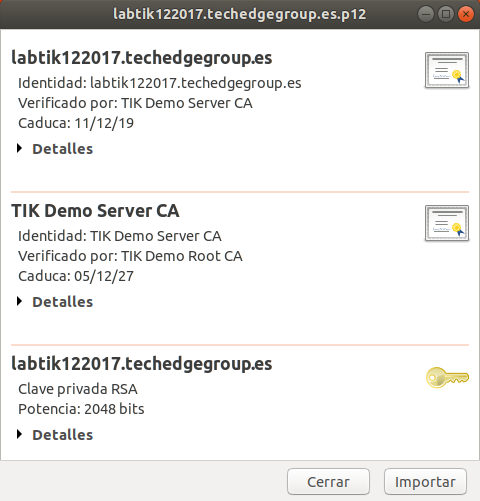 labtik122017.techedgegroup.es.p12
labtik122017.techedgegroup.es
Identidad: labtik122017.techedgegroup.es
Verificado por: TIK Demo Server CA
Caduca: 11/12/19
Detalles
TIK Demo Server CA
Identidad: TIK Demo Server CA
Verificado por: TIK Demo Root CA
Caduca: 05/12/27
Detalles
labtik122017.techedgegroup.es
Clave privada RSA
Potencia: 2048 bits
Detalles
Cerrar
Importar